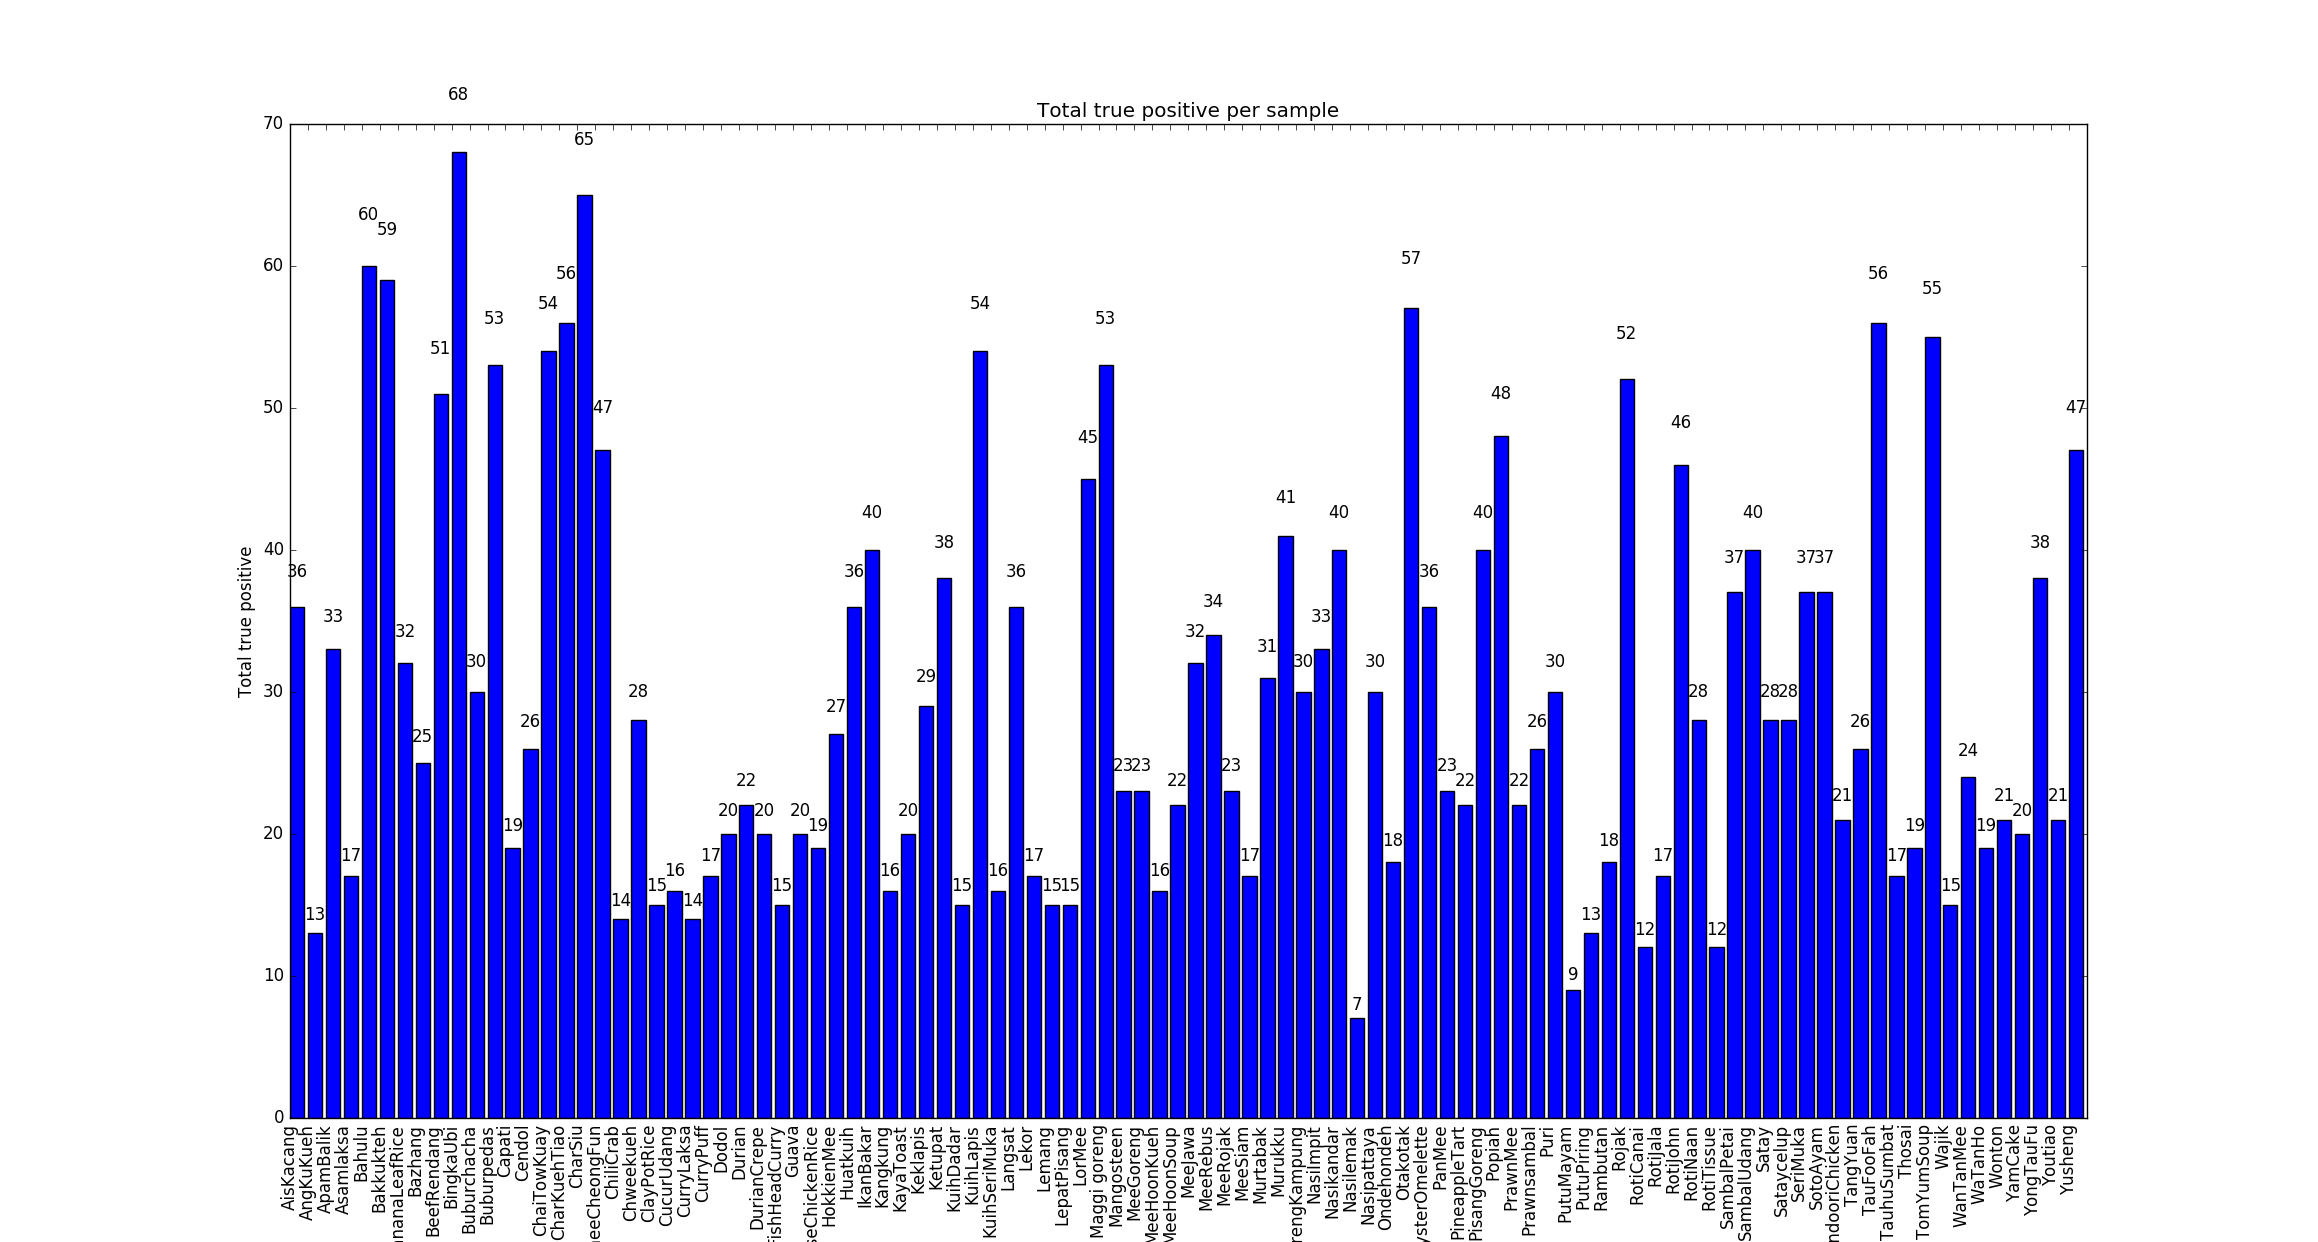 Total true positive per sample
Total true positive
70
60
50
40
30
20
10
0
36
13
33
17
60
59
32
25
51
68
30
53
19
26
54
56
65
47
14
28
15
16
14
17
20
22
20
15
20
19
27
36
40
16
20
29
38
15
54
16
36
17
15
15
45
53
23
23
16
22
32
34
23
17
31
41
30
33
40
7
30
18
57
36
23
22
40
48
22
26
30
9
13
18
52
12
17
46
28
12
37
40
28
28
37
37
21
26
56
17
19
55
15
24
19
21
20
38
21
47
AisKacang
AngKuKueh
ApamBalik
Asamlaksa
Bahulu
Bakkukteh
nanaLeafRice
Bazhang
BeefRendang
BingkaUbi
Buburchacha
Buburpedas
Capati
Cendol
ChaiTowKuay
CharKuehTiao
CharSiu
eeCheongFun
ChiliCrab
Chweekueh
ClayPotRice
CucurUdang
CurryLaksa
CurryPuff
Dodol
Durian
DurianCrepe
FishHeadCurry
Guava
seChickenRice
HokkienMee
Huatkuih
IkanBakar
Kangkung
KayaToast
Keklapis
Ketupat
KuihDadar
KuihLapis
KuihSeriMuka
Langsat
Lekor
Lemang
LepatPisang
LorMee
Maggi goreng
Mangosteen
MeeGoreng
MeeHoonKueh
MeeHoonSoup
MeeJawa
MeeRebus
MeeRojak
MeeSiam
Murtabak
Murukku
rengKampung
NasiImpit
Nasikandar
Nasilemak
Nasipattaya
Ondehondeh
Otakotak
ysterOmelette
PanMee
PineappleTart
PisangGoreng
Popiah
PrawnMee
Prawnsambal
Puri
PutuMayam
PutuPiring
Rambutan
Rojak
RotiCanai
RotiJala
RotiJohn
RotiNaan
RotiTissue
SambalPetai
SambalUdang
Satay
Sataycelup
SeriMuka
SotoAyam
ndooriChicken
TangYuan
TauFooFah
TauhuSumbat
Thosai
TomYumSoup
Wajik
WanTanMee
WaTanHo
Wonton
YamCake
YongTauFu
Youtiao
Yusheng